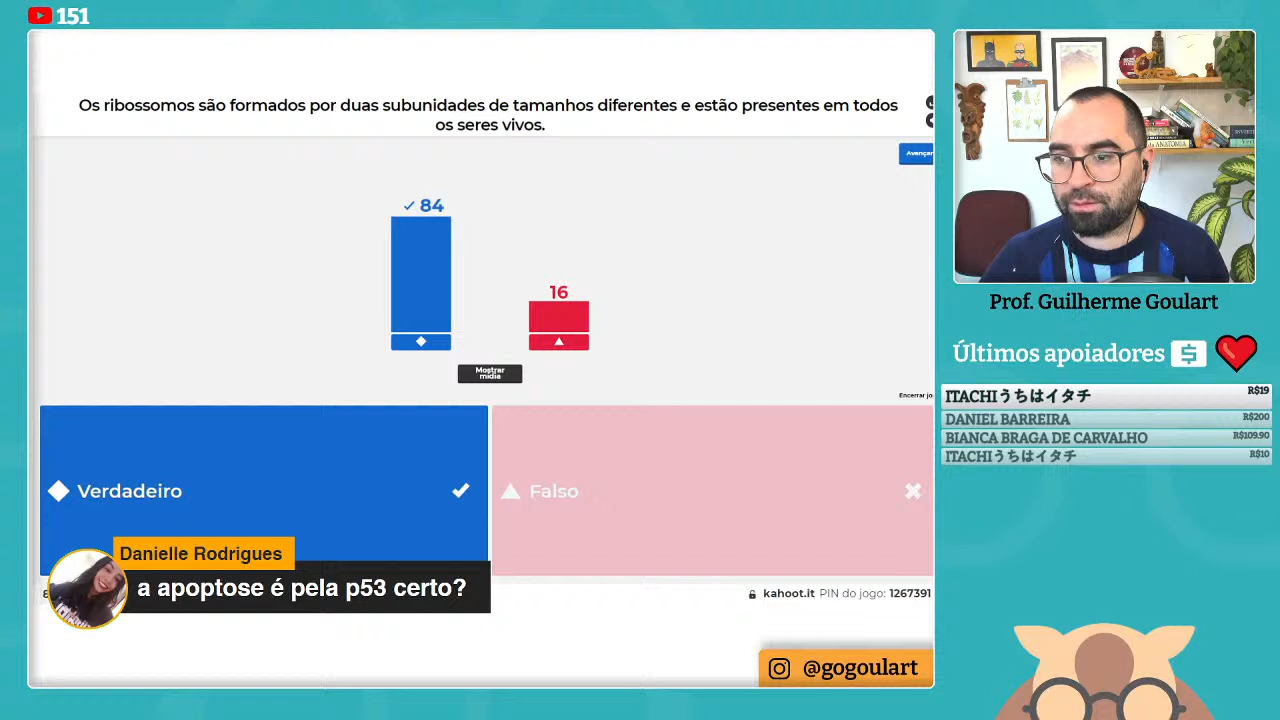 151
Os ribossomos são formados por duas subunidades de tamanhos diferentes e estão presentes em todos
os seres vivos.
Avançar
84
16
Mostrar
mídia
Encerrar jo
Verdadeiro
Falso
Danielle Rodrigues
a apoptose é pela p53 certo?
kahoot.it PIN do jogo: 1267391
@gogoulart
Prof. Guilherme Goulart
Últimos apoiadores
ITACHIうちはイタチ R$19
DANIEL BARREIRA R$200
BIANCA BRAGA DE CARVALHO R$109.90
ITACHIうちはイタチ R$10
ANATOMIA